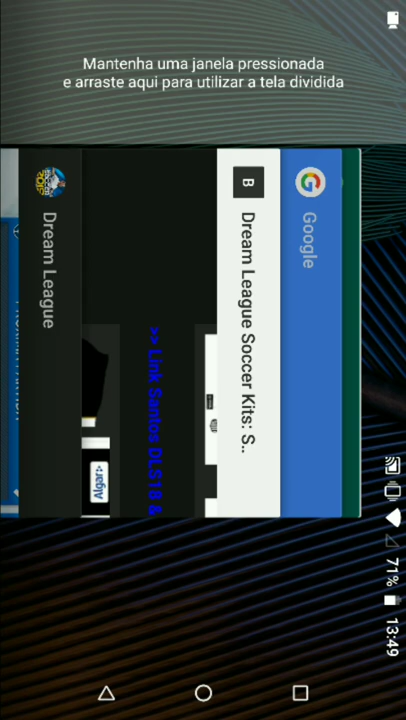 Mantenha uma janela pressionada
e arraste aqui para utilizar a tela dividida
Google
B
Dream League Soccer Kits: S..
>> Link Santos DLS18 &
Algar
Dream League
71%
13:49